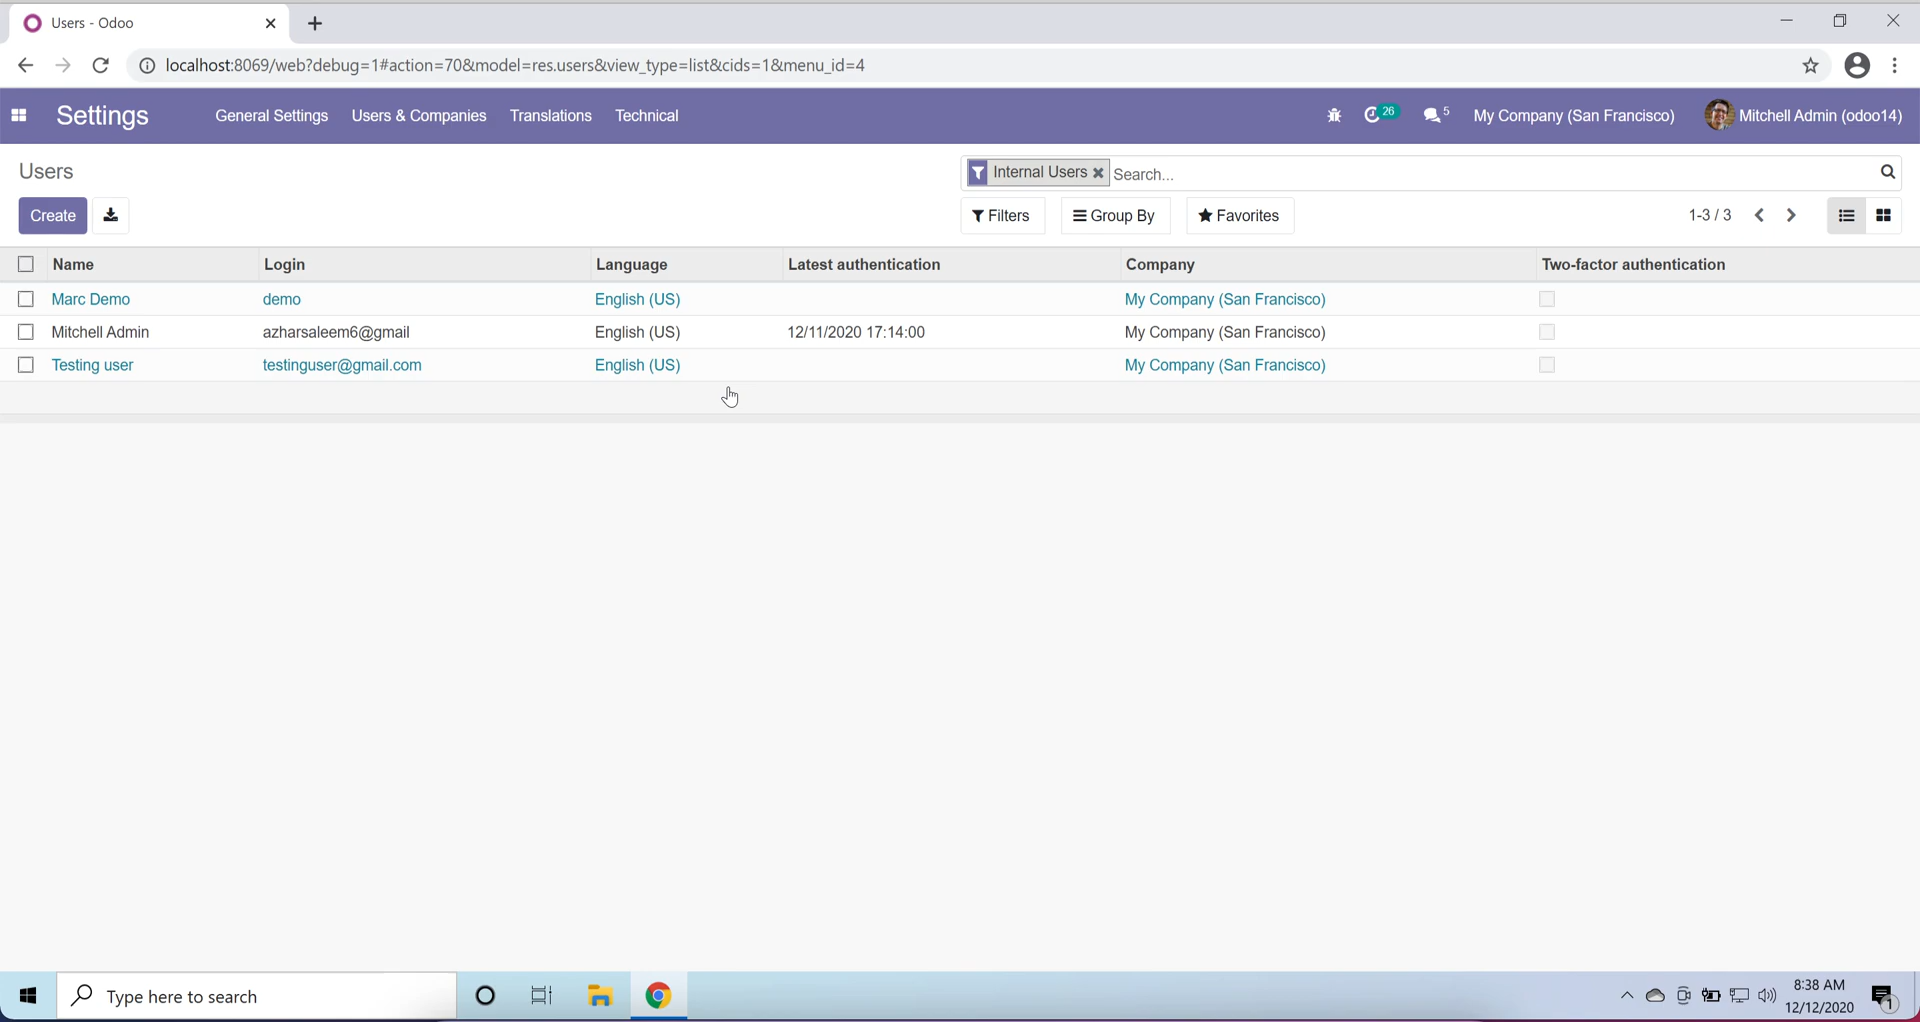 Users - Odoo
localhost:8069/web?debug=1#action=70&model=res.users&view_type=list&cids=1&menu_id=4
Settings General Settings Users & Companies Translations Technical 26 5 My Company (San Francisco) Mitchell Admin (odoo14)
Users Internal Users Search...
Create Filters Group By Favorites 1-3 / 3
Name Login Language Latest authentication Company Two-factor authentication
Marc Demo demo English (US) My Company (San Francisco)
Mitchell Admin azharsaleem6@gmail English (US) 12/11/2020 17:14:00 My Company (San Francisco)
Testing user testinguser@gmail.com English (US) My Company (San Francisco)
Type here to search
8:38 AM
12/12/2020
1